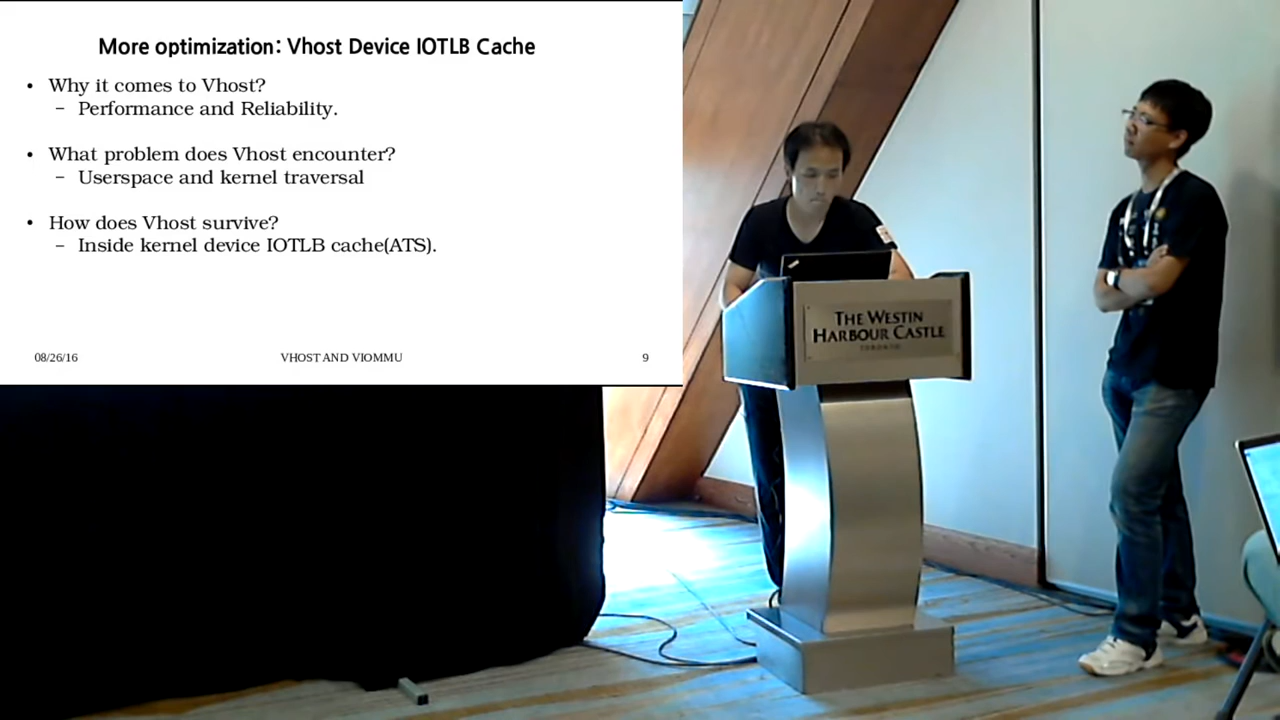 More optimization: Vhost Device IOTLB Cache
• Why it comes to Vhost?
– Performance and Reliability.
• What problem does Vhost encounter?
– Userspace and kernel traversal
• How does Vhost survive?
– Inside kernel device IOTLB cache(ATS).
08/26/16 VHOST AND VIOMMU 9
THE WESTIN
HARBOUR CASTLE
TORONTO